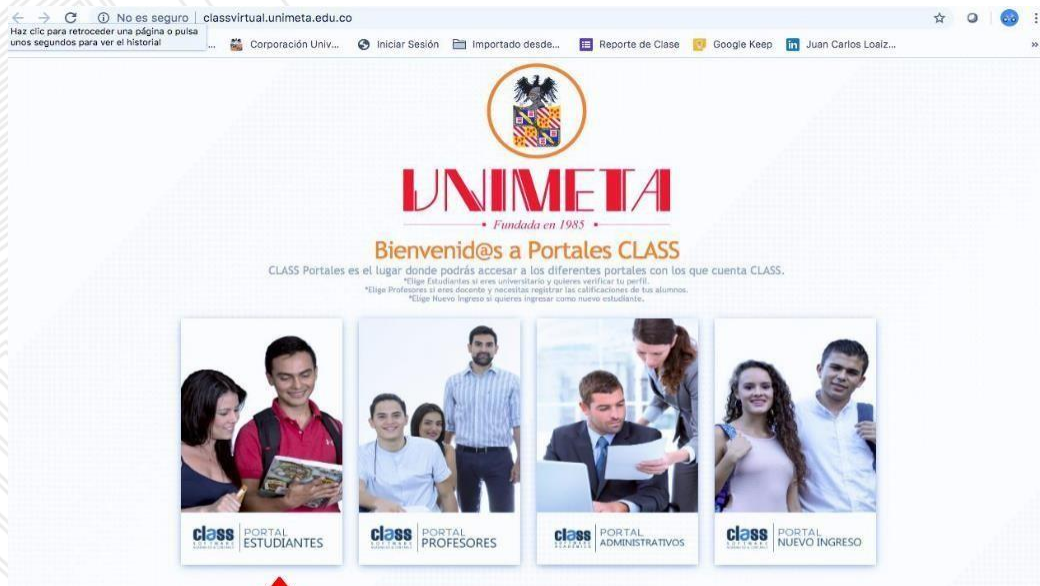 No es seguro | classvirtual.unimeta.edu.co
Haz clic para retroceder una página o pulsa
unos segundos para ver el historial
... Corporación Univ... Iniciar Sesión Importado desde... Reporte de Clase Google Keep in Juan Carlos Loaiz... »
UNIMETA
Fundada en 1985
Bienvenid@s a Portales CLASS
CLASS Portales es el lugar donde podrás accesar a los diferentes portales con los que cuenta CLASS.
*Elige Estudiantes si eres universitario y quieres verificar tu perfil.
*Elige Profesores si eres docente y necesitas registrar las calificaciones de tus alumnos.
*Elige Nuevo Ingreso si quieres ingresar como nuevo estudiante.
class PORTAL ESTUDIANTES
class PORTAL PROFESORES
class PORTAL ADMINISTRATIVOS
class PORTAL NUEVO INGRESO